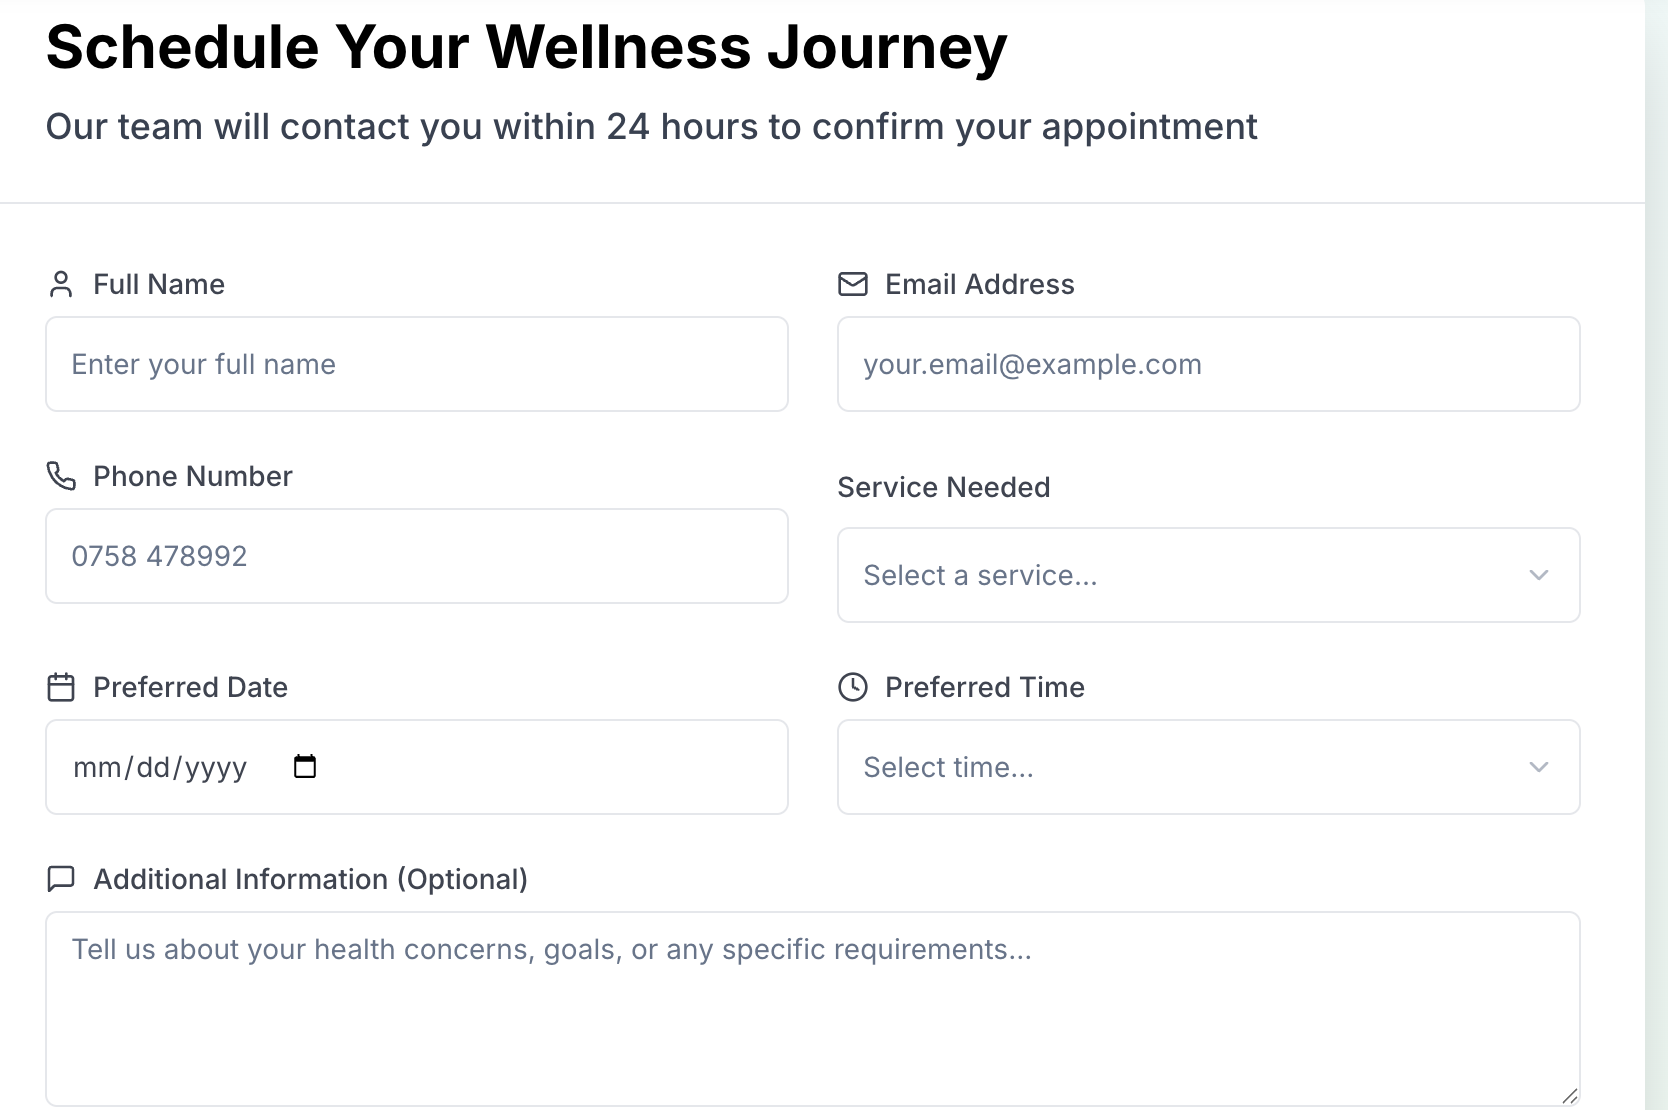 Schedule Your Wellness Journey
Our team will contact you within 24 hours to confirm your appointment
Full Name
Enter your full name
Email Address
your.email@example.com
Phone Number
0758 478992
Service Needed
Select a service...
Preferred Date
mm/dd/yyyy
Preferred Time
Select time...
Additional Information (Optional)
Tell us about your health concerns, goals, or any specific requirements...